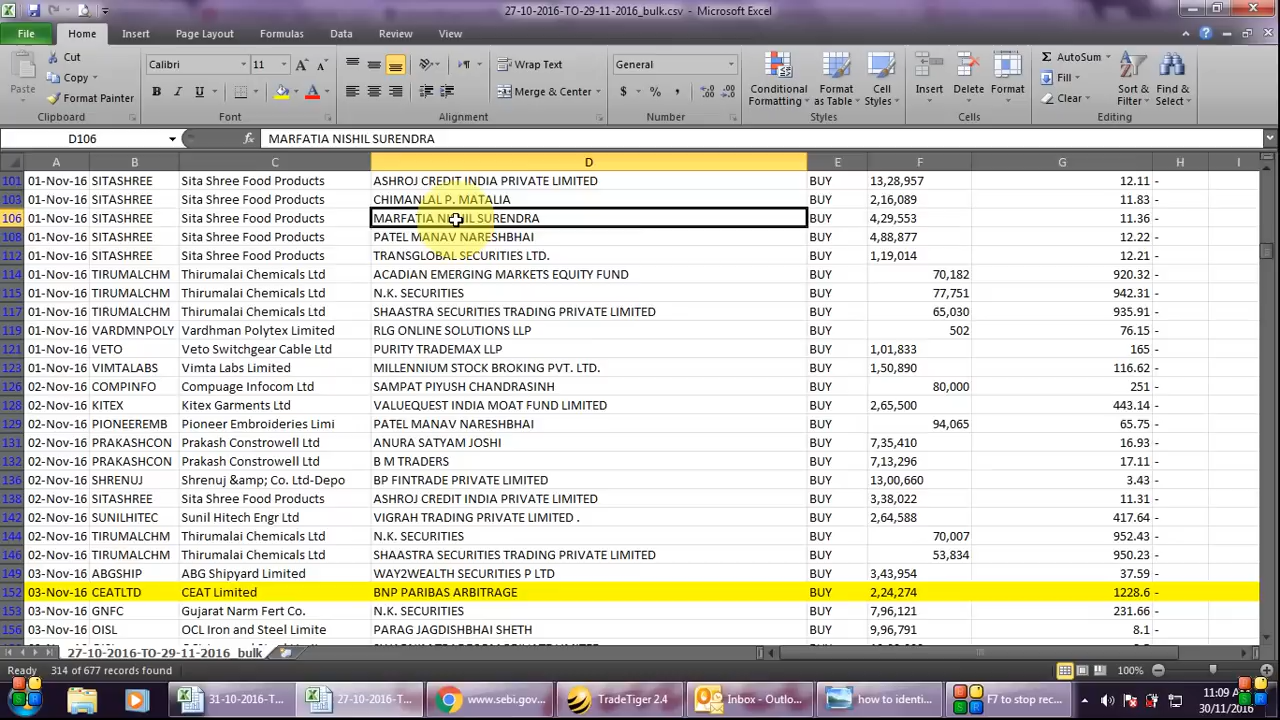 27-10-2016-TO-29-11-2016_bulk.csv - Microsoft Excel
File Home Insert Page Layout Formulas Data Review View
Cut
Copy
Format Painter
Paste
Clipboard
Calibri 11
B I U
Font
Wrap Text
Merge & Center
Alignment
General
$ % ,
Number
Conditional Formatting
Format as Table
Cell Styles
Styles
Insert Delete Format
Cells
AutoSum
Fill
Clear
Sort & Filter
Find & Select
Editing
D106 fx MARFATIA NISHIL SURENDRA
A B C D E F G H I
101 01-Nov-16 SITASHREE Sita Shree Food Products ASHROJ CREDIT INDIA PRIVATE LIMITED BUY 13,28,957 12.11 -
103 01-Nov-16 SITASHREE Sita Shree Food Products CHIMANLAL P. MATALIA BUY 2,16,089 11.83 -
106 01-Nov-16 SITASHREE Sita Shree Food Products MARFATIA NISHIL SURENDRA BUY 4,29,553 11.36 -
108 01-Nov-16 SITASHREE Sita Shree Food Products PATEL MANAV NARESHBHAI BUY 4,88,877 12.22 -
112 01-Nov-16 SITASHREE Sita Shree Food Products TRANSGLOBAL SECURITIES LTD. BUY 1,19,014 12.21 -
114 01-Nov-16 TIRUMALCHM Thirumalai Chemicals Ltd ACADIAN EMERGING MARKETS EQUITY FUND BUY 70,182 920.32 -
115 01-Nov-16 TIRUMALCHM Thirumalai Chemicals Ltd N.K. SECURITIES BUY 77,751 942.31 -
117 01-Nov-16 TIRUMALCHM Thirumalai Chemicals Ltd SHAASTRA SECURITIES TRADING PRIVATE LIMITED BUY 65,030 935.91 -
119 01-Nov-16 VARDMNPOLY Vardhman Polytex Limited RLG ONLINE SOLUTIONS LLP BUY 502 76.15 -
121 01-Nov-16 VETO Veto Switchgear Cable Ltd PURITY TRADEMAX LLP BUY 1,01,833 165 -
123 01-Nov-16 VIMTALABS Vimta Labs Limited MILLENNIUM STOCK BROKING PVT. LTD. BUY 1,50,890 116.62 -
126 02-Nov-16 COMPINFO Compuage Infocom Ltd SAMPAT PIYUSH CHANDRASINH BUY 80,000 251 -
128 02-Nov-16 KITEX Kitex Garments Ltd VALUEQUEST INDIA MOAT FUND LIMITED BUY 2,65,500 443.14 -
129 02-Nov-16 PIONEEREMB Pioneer Embroideries Limi PATEL MANAV NARESHBHAI BUY 94,065 65.75 -
131 02-Nov-16 PRAKASHCON Prakash Constrowell Ltd ANURA SATYAM JOSHI BUY 7,35,410 16.93 -
132 02-Nov-16 PRAKASHCON Prakash Constrowell Ltd B M TRADERS BUY 7,13,296 17.11 -
136 02-Nov-16 SHRENUJ Shrenuj &amp; Co. Ltd-Depo BP FINTRADE PRIVATE LIMITED BUY 13,00,660 3.43 -
138 02-Nov-16 SITASHREE Sita Shree Food Products ASHROJ CREDIT INDIA PRIVATE LIMITED BUY 3,38,022 11.31 -
142 02-Nov-16 SUNILHITEC Sunil Hitech Engr Ltd VIGRAH TRADING PRIVATE LIMITED . BUY 2,64,588 417.64 -
144 02-Nov-16 TIRUMALCHM Thirumalai Chemicals Ltd N.K. SECURITIES BUY 70,007 952.43 -
146 02-Nov-16 TIRUMALCHM Thirumalai Chemicals Ltd SHAASTRA SECURITIES TRADING PRIVATE LIMITED BUY 53,834 950.23 -
149 03-Nov-16 ABGSHIP ABG Shipyard Limited WAY2WEALTH SECURITIES P LTD BUY 3,43,954 37.59 -
152 03-Nov-16 CEATLTD CEAT Limited BNP PARIBAS ARBITRAGE BUY 2,24,274 1228.6 -
153 03-Nov-16 GNFC Gujarat Narm Fert Co. N.K. SECURITIES BUY 7,96,121 231.66 -
156 03-Nov-16 OISL OCL Iron and Steel Limite PARAG JAGDISHBHAI SHETH BUY 9,96,791 8.1 -
27-10-2016-TO-29-11-2016_bulk
Ready 314 of 677 records found 100%
31-10-2016-T... 27-10-2016-T... www.sebi.gov... TradeTiger 2.4 Inbox - Outlo... how to identi... F7 to stop rec... 11:09 AM
30/11/2016